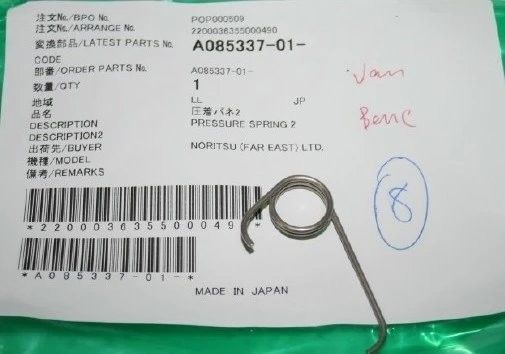 注文No./BPO No. POP000509
注文No./ARRANGE No. 2200036355000490
変換部品/LATEST PARTS No. A085337-01-
CODE
部番/ORDER PARTS No. A085337-01-
数量/QTY 1
地域 LL JP
品名 圧着バネ2
DESCRIPTION PRESSURE SPRING 2
DESCRIPTION2
出荷先/BUYER NORITSU (FAR EAST) LTD.
機種/MODEL
備考/REMARKS
Van
8
*220003635500049
*A085337-01-*
MADE IN JAPAN